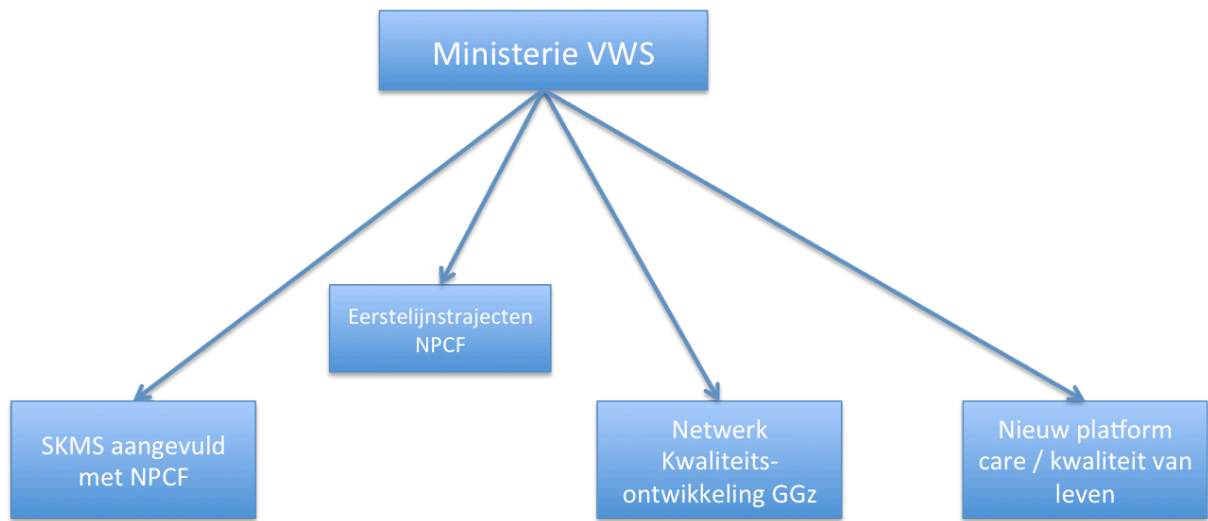 Ministerie VWS
Eerstelijnstrajecten
NPCF
SKMS aangevuld
met NPCF
Netwerk
Kwaliteits-
ontwikkeling GGz
Nieuw platform
care / kwaliteit van
leven